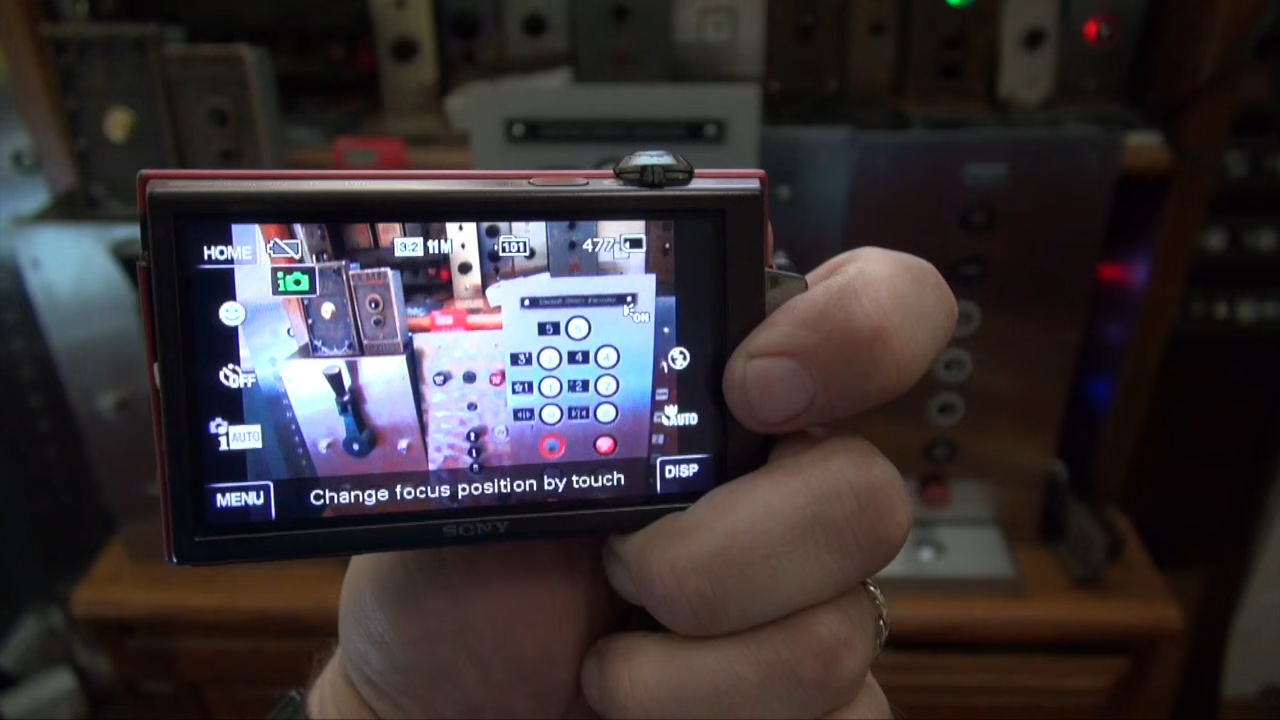 HOME
3:2 11M
101
477
i
ON
5
3
4
★1
2
OFF
AUTO
1 AUTO
MENU
Change focus position by touch
DISP
SONY